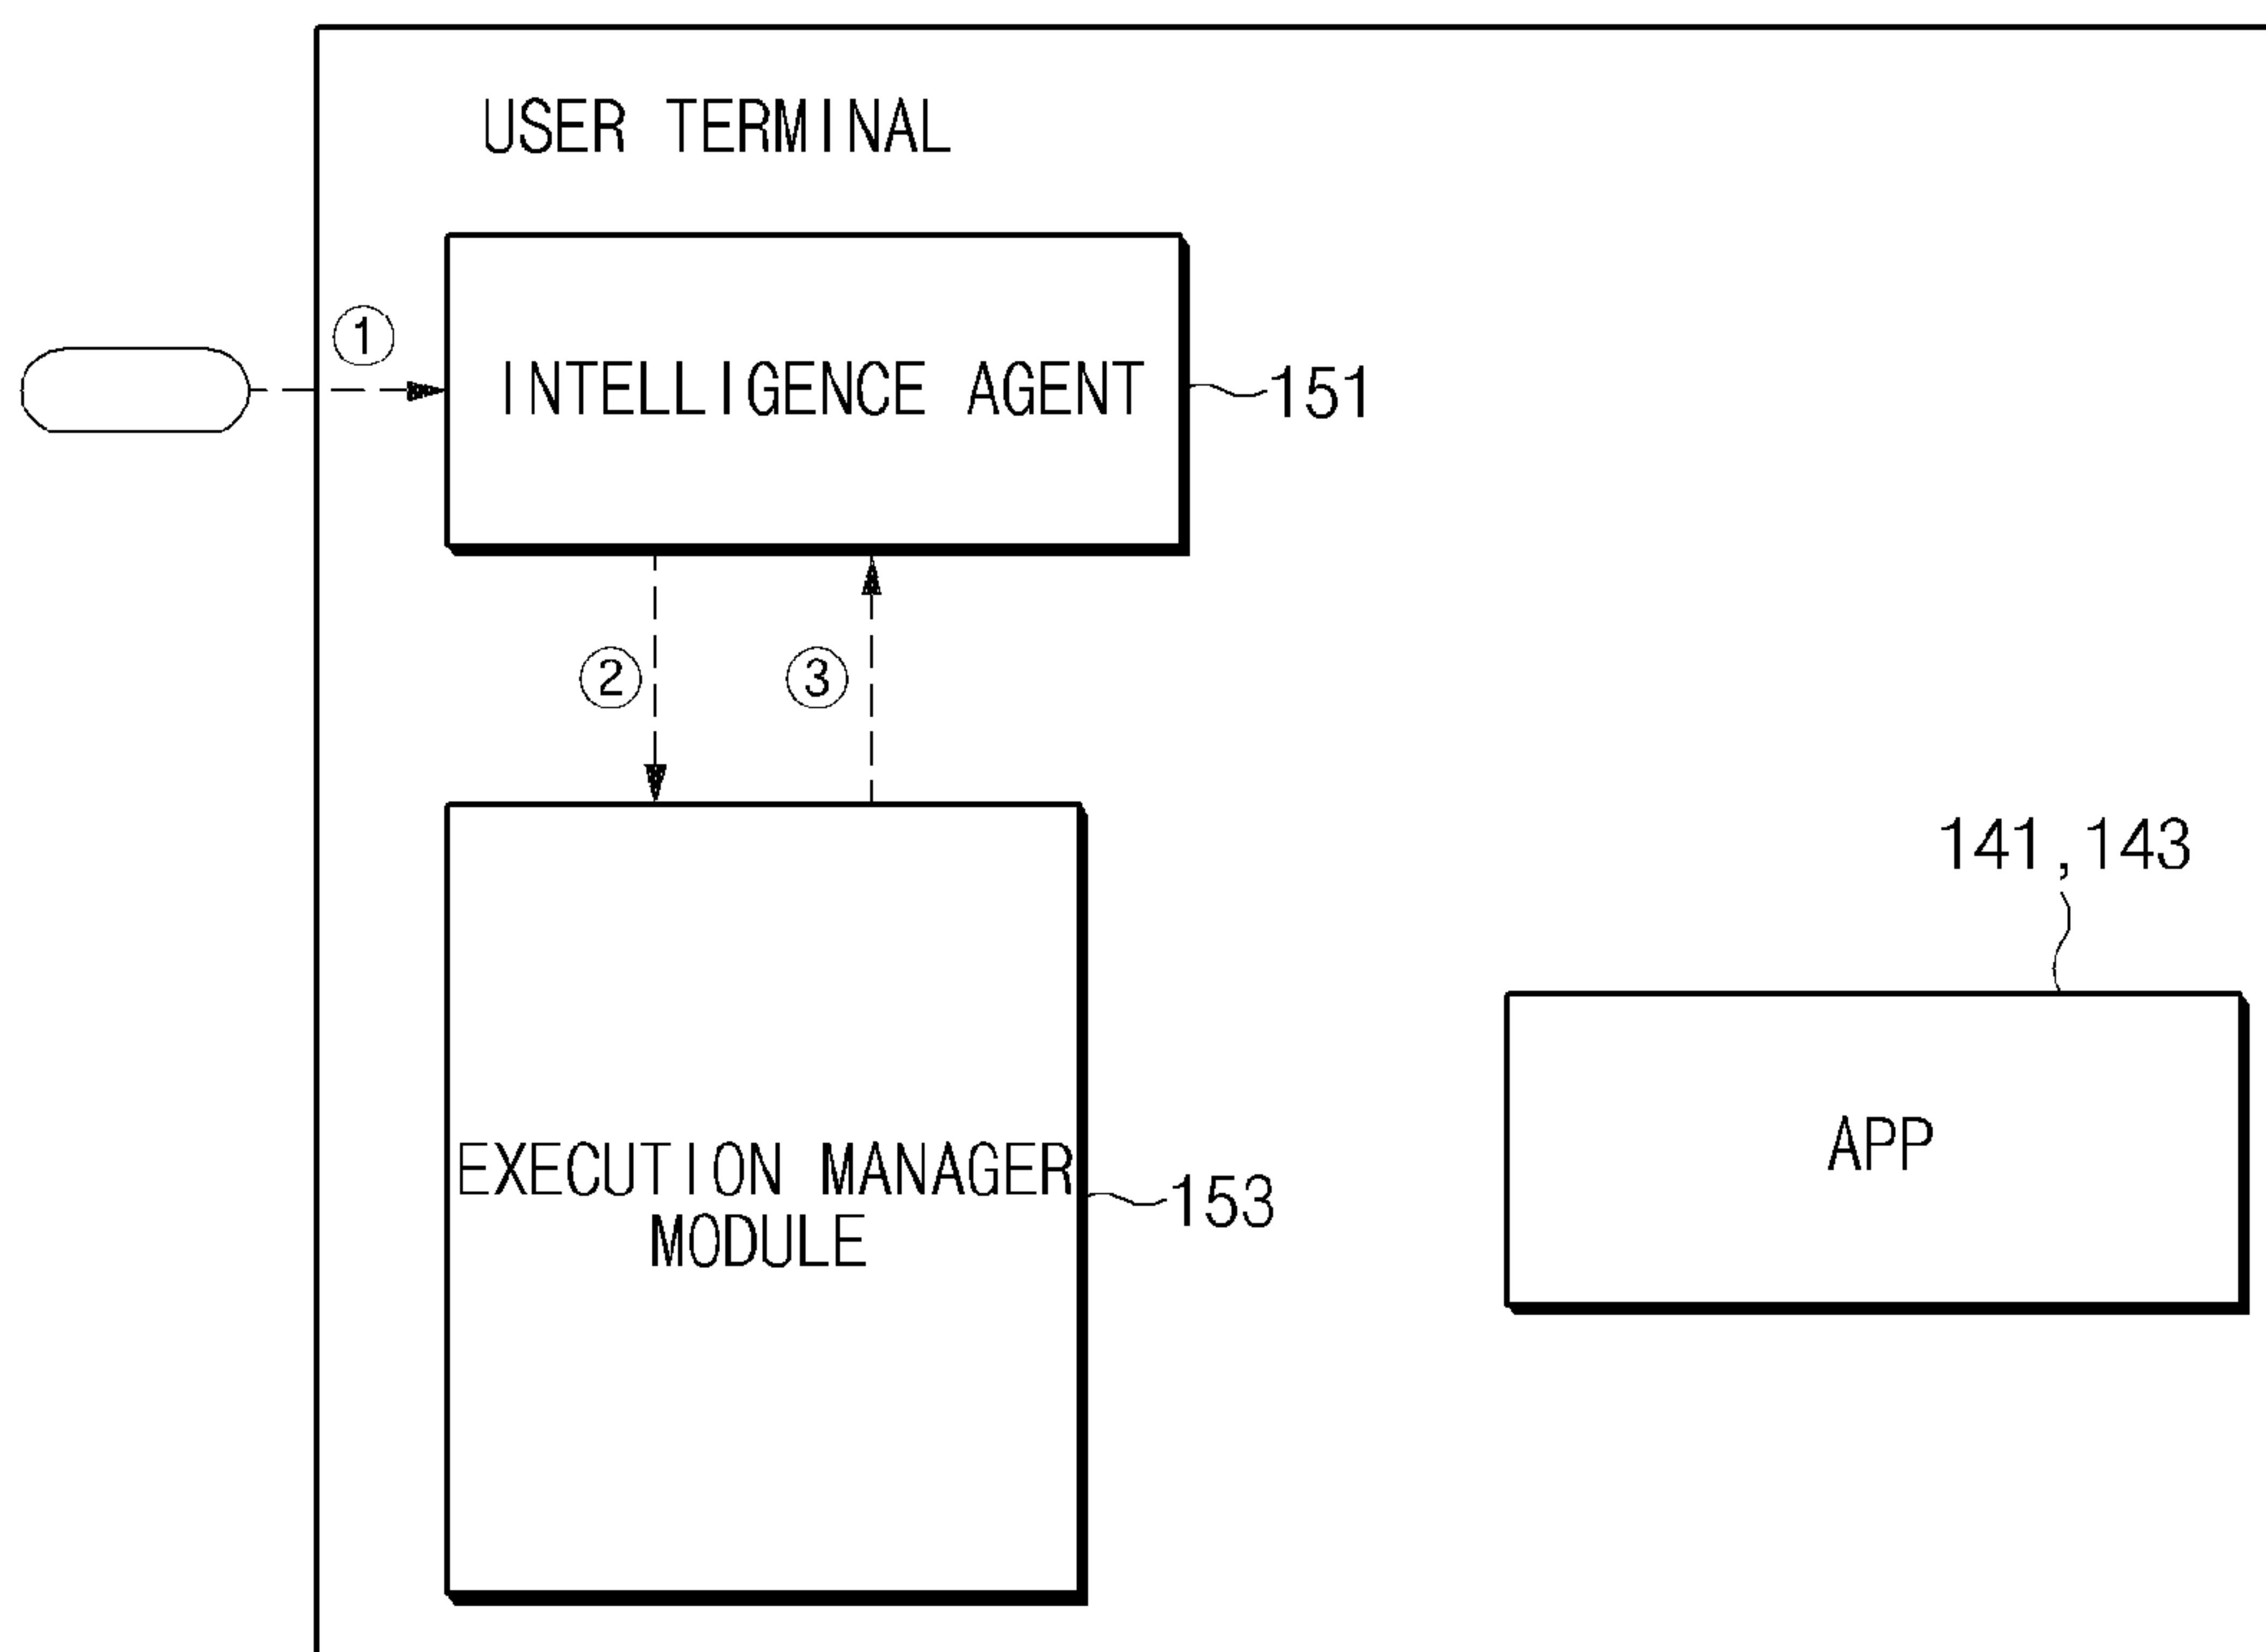 USER TERMINAL
①
INTELLIGENCE AGENT
151
②
③
141,143
APP
EXECUTION MANAGER
MODULE
153